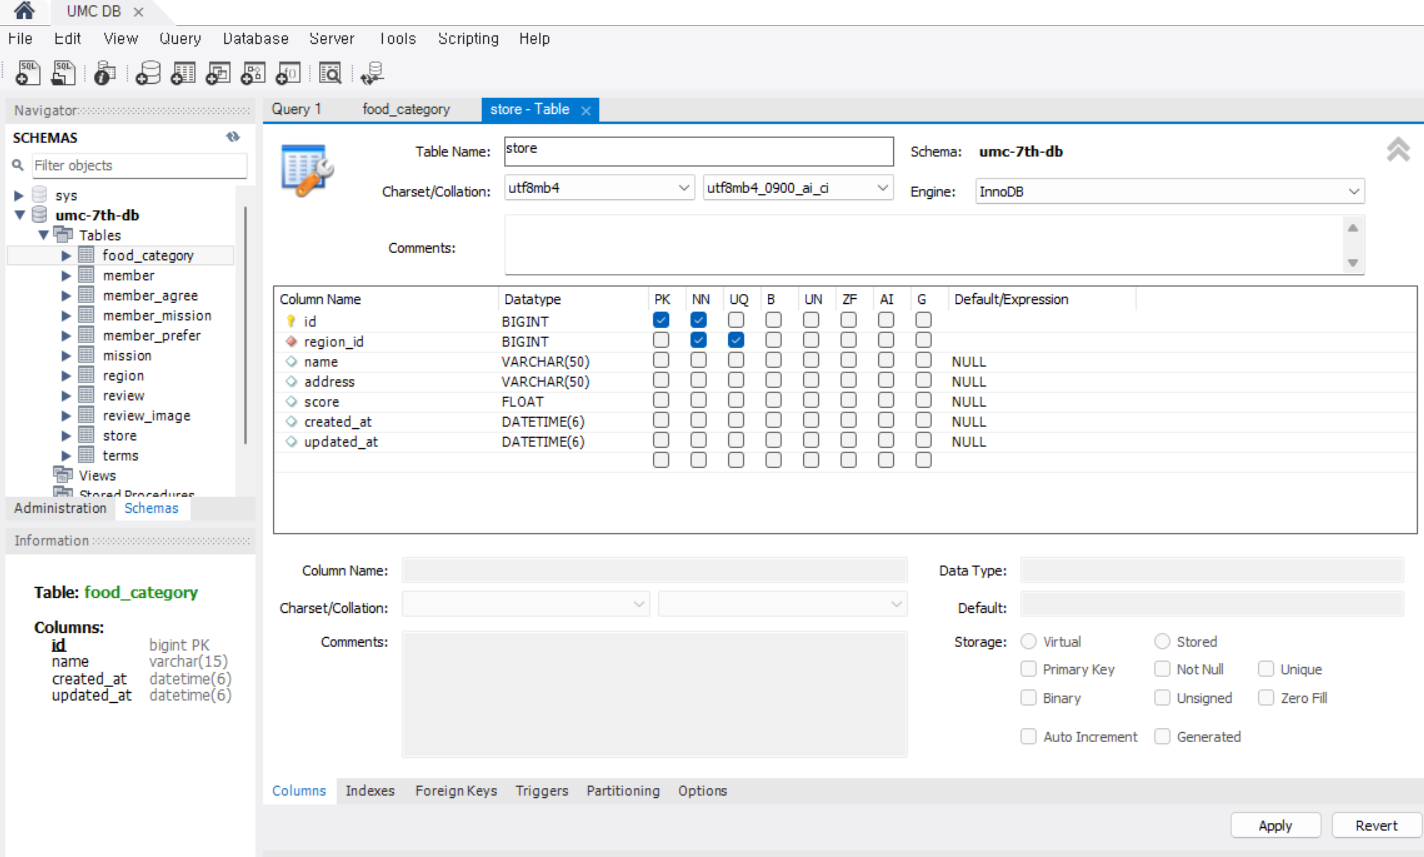 UMC DB
File Edit View Query Database Server Tools Scripting Help
SQL SQL
Navigator
SCHEMAS
Filter objects
sys
umc-7th-db
Tables
food_category
member
member_agree
member_mission
member_prefer
mission
region
review
review_image
store
terms
Views
Stored Procedures
Administration Schemas
Information
Table: food_category
Columns:
id bigint PK
name varchar(15)
created_at datetime(6)
updated_at datetime(6)
Query 1 food_category store - Table
Table Name: store Schema: umc-7th-db
Charset/Collation: utf8mb4 utf8mb4_0900_ai_ci Engine: InnoDB
Comments:
Column Name Datatype PK NN UQ B UN ZF AI G Default/Expression
id BIGINT
region_id BIGINT
name VARCHAR(50) NULL
address VARCHAR(50) NULL
score FLOAT NULL
created_at DATETIME(6) NULL
updated_at DATETIME(6) NULL
Column Name: Data Type:
Charset/Collation: Default:
Comments: Storage: Virtual Stored
Primary Key Not Null Unique
Binary Unsigned Zero Fill
Auto Increment Generated
Columns Indexes Foreign Keys Triggers Partitioning Options
Apply Revert